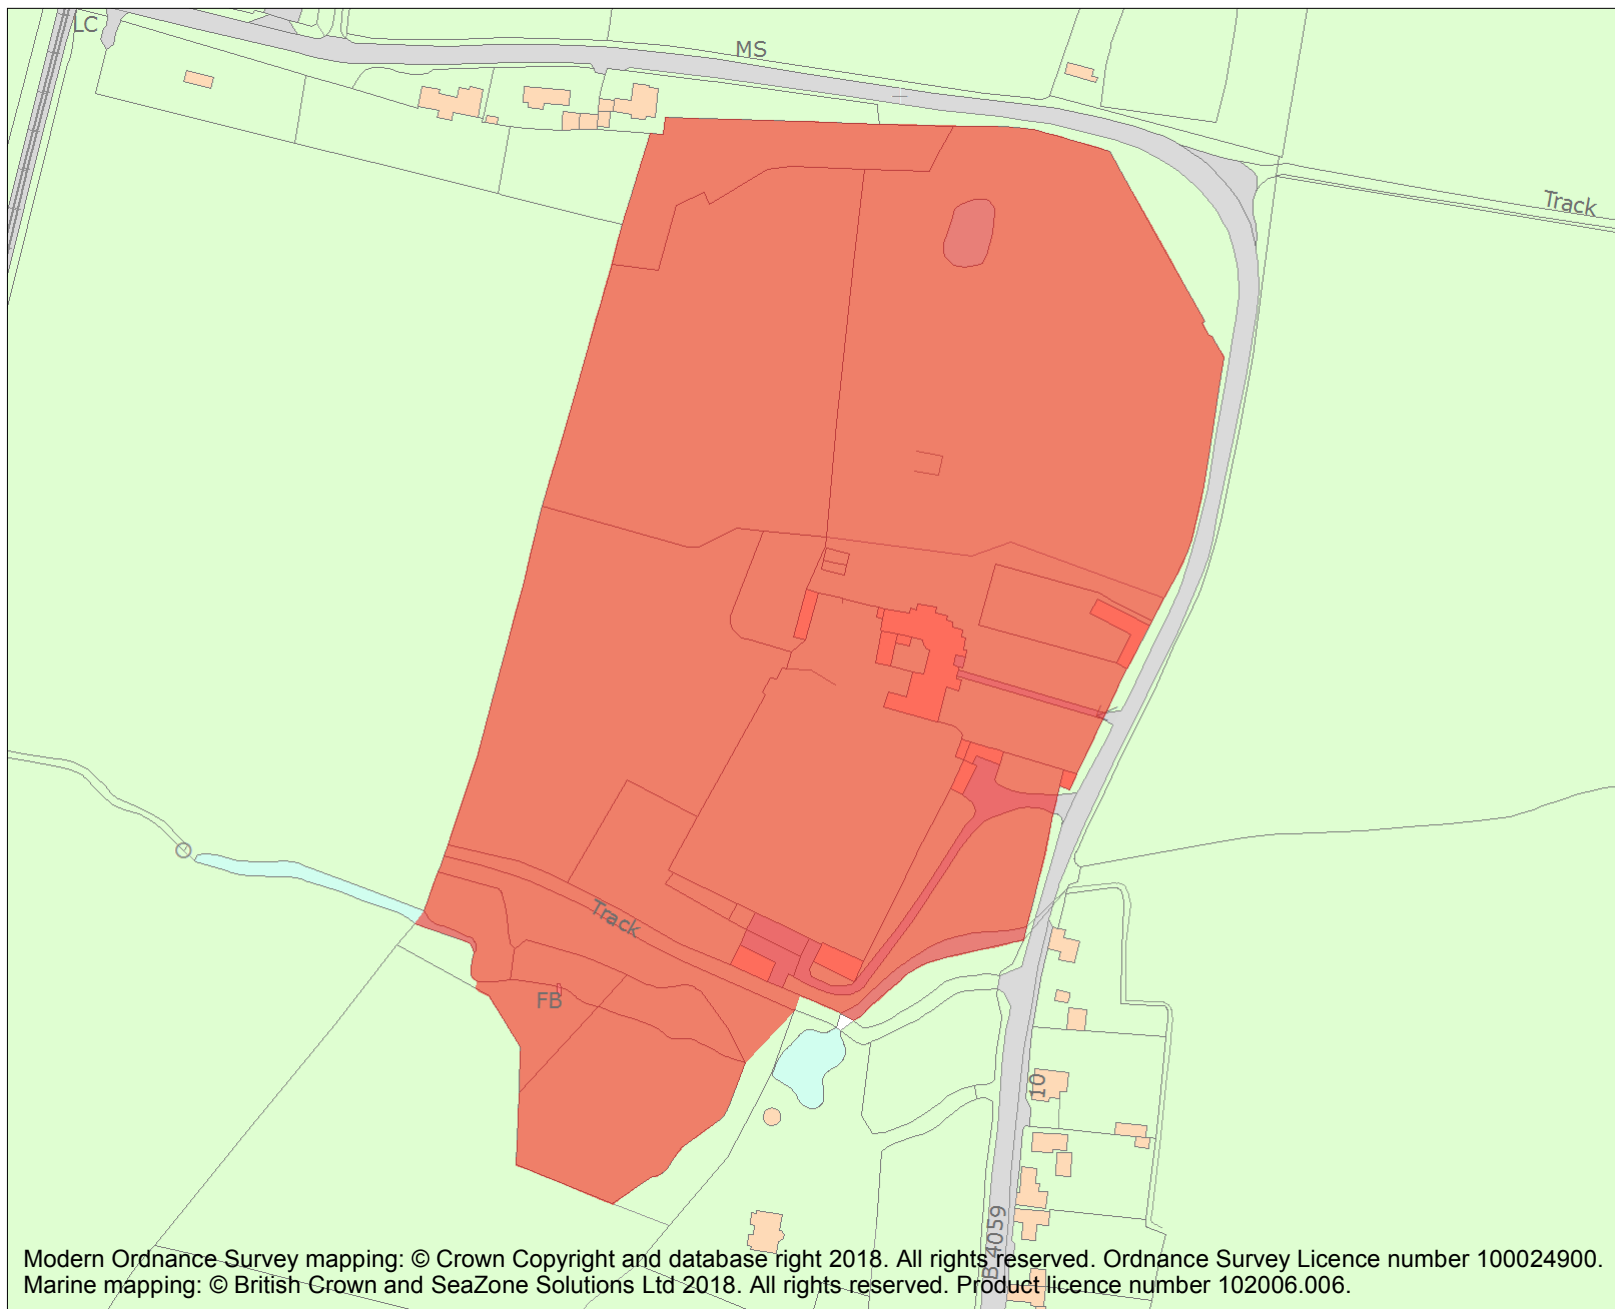 LC
MS
Track
Track
FB
10
B 4059
Modern Ordnance Survey mapping: © Crown Copyright and database right 2018. All rights reserved. Ordnance Survey Licence number 100024900.
Marine mapping: © British Crown and SeaZone Solutions Ltd 2018. All rights reserved. Product licence number 102006.006.